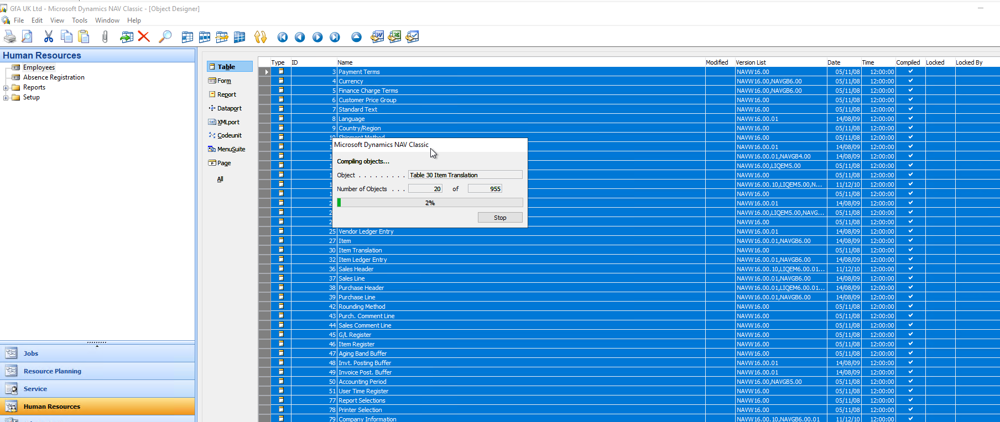 GfA UK Ltd - Microsoft Dynamics NAV Classic - [Object Designer]
File Edit View Tools Window Help
Human Resources
Employees
Absence Registration
Reports
Setup
Jobs
Resource Planning
Service
Human Resources
Table
Form
Report
Dataport
XMLport
Codeunit
MenuSuite
Page
All
Type ID Name Modified Version List Date Time Compiled Locked Locked By
3 Payment Terms NAVW16.00 05/11/08 12:00:00
4 Currency NAVW16.00,NAVGB6.00 05/11/08 12:00:00
5 Finance Charge Terms NAVW16.00,NAVGB6.00 05/11/08 12:00:00
6 Customer Price Group NAVW16.00 05/11/08 12:00:00
7 Standard Text NAVW16.00 05/11/08 12:00:00
8 Language NAVW16.00.01 14/08/09 12:00:00
9 Country/Region NAVW16.00 05/11/08 12:00:00
10 Shipment Method NAVW16.00 05/11/08 12:00:00
1 NAVW16.00.01 14/08/09 12:00:00
1 NAVW16.00.01,NAVGB4.00 14/08/09 12:00:00
1 NAVW16.00,LIQEM5.00 05/11/08 12:00:00
1 NAVW16.00 05/11/08 12:00:00
1 NAVW16.00.10,LIQEM5.00,N... 11/12/10 12:00:00
1 NAVW16.00 05/11/08 12:00:00
2 NAVW16.00.01 14/08/09 12:00:00
2 NAVW16.00,LIQEM5.00,NAVG... 05/11/08 12:00:00
2 NAVW16.00 05/11/08 12:00:00
25 Vendor Ledger Entry NAVW16.00.01 14/08/09 12:00:00
27 Item NAVW16.00.01,NAVGB6.00 14/08/09 12:00:00
30 Item Translation NAVW16.00 05/11/08 12:00:00
32 Item Ledger Entry NAVW16.00.01,NAVGB6.00 14/08/09 12:00:00
36 Sales Header NAVW16.00.10,LIQEM6.00.01... 11/12/10 12:00:00
37 Sales Line NAVW16.00.01,NAVGB6.00 14/08/09 12:00:00
38 Purchase Header NAVW16.00.01,LIQEM6.00.01... 14/08/09 12:00:00
39 Purchase Line NAVW16.00.01,NAVGB6.00 14/08/09 12:00:00
42 Rounding Method NAVW16.00 05/11/08 12:00:00
43 Purch. Comment Line NAVW16.00 05/11/08 12:00:00
44 Sales Comment Line NAVW16.00 05/11/08 12:00:00
45 G/L Register NAVW16.00 05/11/08 12:00:00
46 Item Register NAVW16.00 05/11/08 12:00:00
47 Aging Band Buffer NAVW16.00 05/11/08 12:00:00
48 Invt. Posting Buffer NAVW16.00.01 14/08/09 12:00:00
49 Invoice Post. Buffer NAVW16.00.01 14/08/09 12:00:00
50 Accounting Period NAVW16.00,NAVGB5.00 05/11/08 12:00:00
51 User Time Register NAVW16.00 05/11/08 12:00:00
77 Report Selections NAVW16.00 05/11/08 12:00:00
78 Printer Selection NAVW16.00 05/11/08 12:00:00
79 Company Information NAVW16.00.10,NAVGB6.00.01 11/12/10 12:00:00
Microsoft Dynamics NAV Classic
Compiling objects...
Object . . . . . . . . . Table 30 Item Translation
Number of Objects . . . 20 of 955
2%
Stop